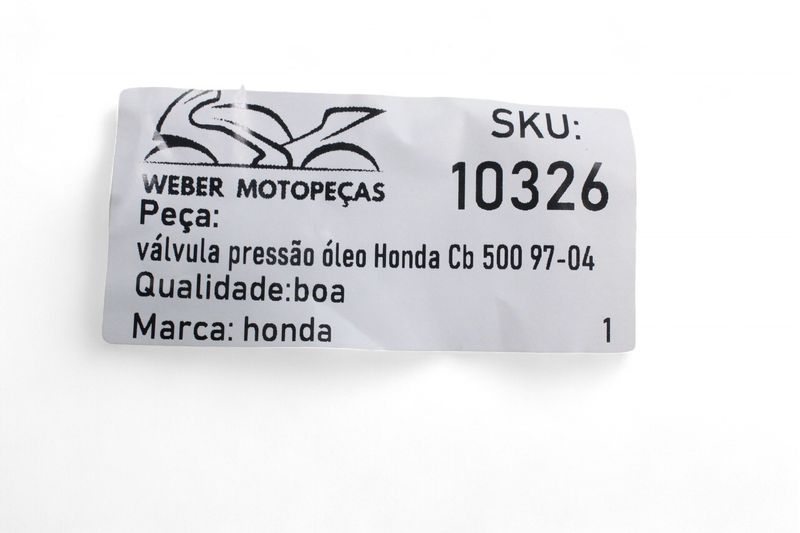 WEBER MOTOPEÇAS
SKU:
10326
Peça:
válvula pressão óleo Honda Cb 500 97-04
Qualidade:boa
Marca: honda
1